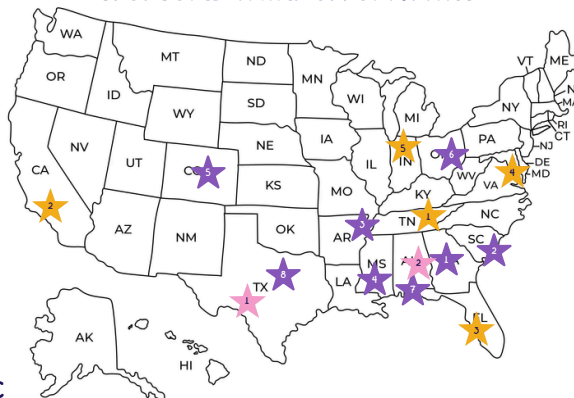 WA
MT
ND
MN
VT
ME
OR
ID
SD
WI
MI
NY
WY
IA
PA
RI
CT
NJ
NV
UT
NE
IL
5
IN
6
DE
MD
CA
C
5
KS
MO
WV
VA
4
KY
2
TN
1
NC
AZ
NM
OK
AR
3
SC
2
MS
4
A
2
1
7
LA
TX
8
1
FL
3
AK
HI